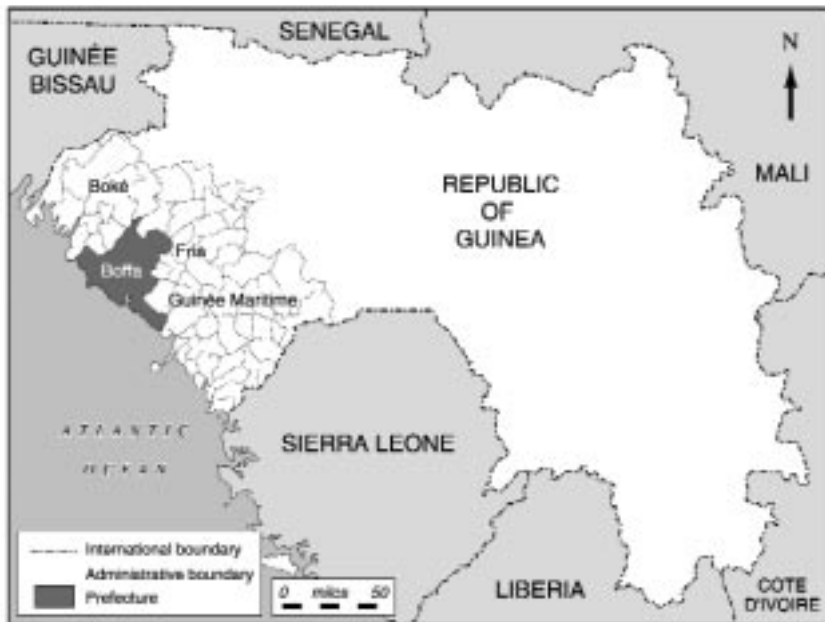 SENEGAL
GUINÉE
BISSAU
N
MALI
Boké
REPUBLIC
OF
GUINEA
Fria
Boffa
Guinée Maritime
ATLANTIC
OCEAN
SIERRA LEONE
International boundary
Administrative boundary
Prefecture
0 miles 50
LIBERIA
COTE
D'IVOIRE